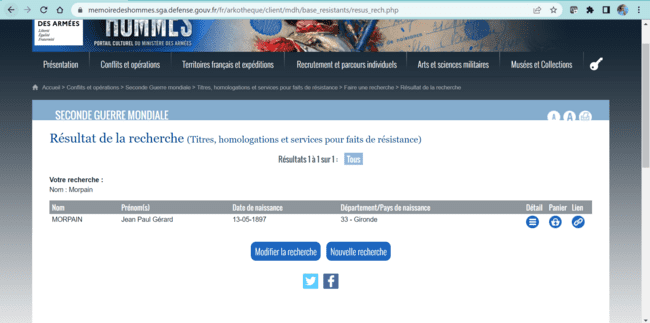 memoiredeshommes.sga.defense.gouv.fr/fr/arkotheque/client/mdh/base_resistants/resus_rech.php
DES ARMÉES
Liberté
Égalité
Fraternité
HOMMES
PORTAIL CULTUREL DU MINISTÈRE DES ARMÉES
Présentation Conflits et opérations Territoires français et expéditions Recrutement et parcours individuels Arts et sciences militaires Musées et Collections
Accueil > Conflits et opérations > Seconde Guerre mondiale > Titres, homologations et services pour faits de résistance > Faire une recherche > Résultat de la recherche
SECONDE GUERRE MONDIALE
A A
Résultat de la recherche (Titres, homologations et services pour faits de résistance)
Résultats 1 à 1 sur 1 : Tous
Votre recherche :
Nom : Morpain
Nom Prénom(s) Date de naissance Département/Pays de naissance Détail Panier Lien
MORPAIN Jean Paul Gérard 13-05-1897 33 - Gironde
Modifier la recherche Nouvelle recherche